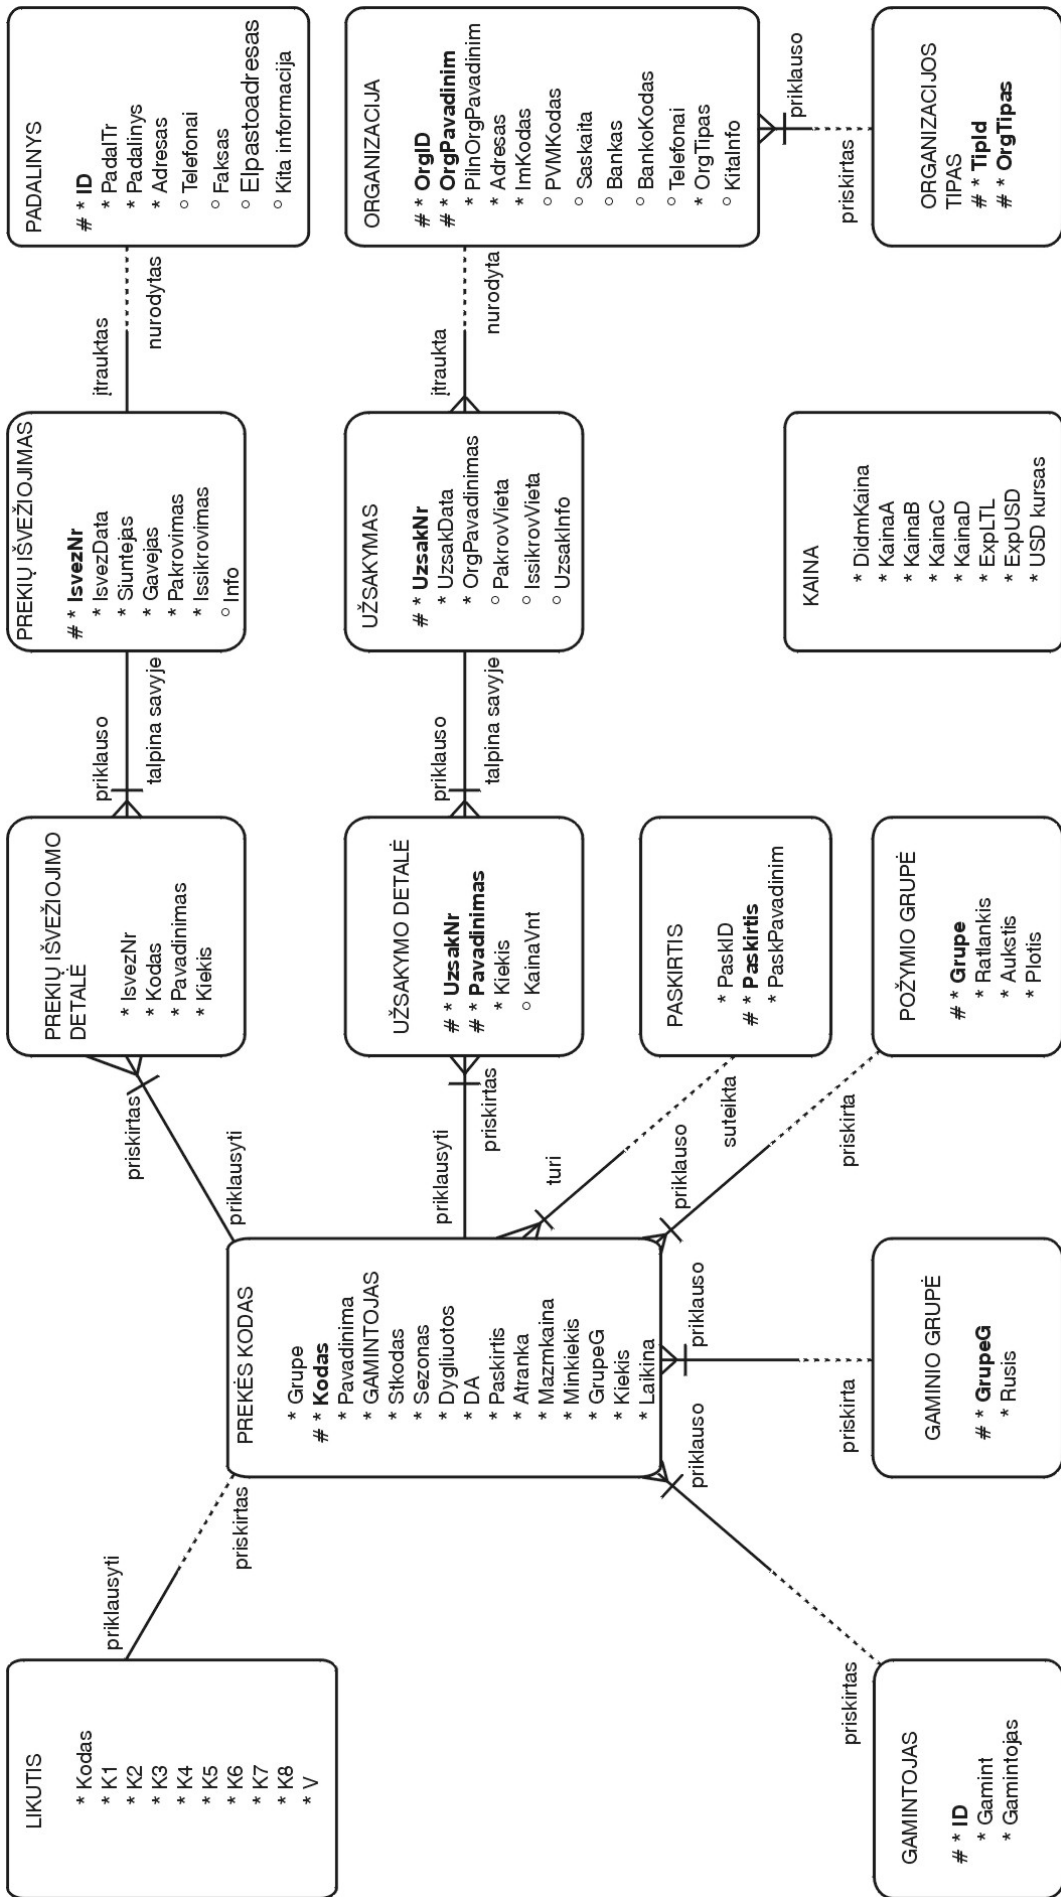 LIKUTIS
* Kodas
* K1
* K2
* K3
* K4
* K5
* K6
* K7
* K8
* V
priklausyti
priskirtas
PREKĖS KODAS
* Grupe
# * Kodas
* Pavadinima
* GAMINTOJAS
* Stkodas
* Sezonas
* Dygliuotos
* DA
* Paskirtis
* Atranka
* Mazmkaina
* Minkiekis
* GrupeG
* Kiekis
* Laikina
priklausyti
priskirtas
PREKIŲ IŠVEŽIOJIMO
DETALĖ
* IsvezNr
* Kodas
* Pavadinimas
* Kiekis
priklauso
talpina savyje
PREKIŲ IŠVEŽIOJIMAS
# * IsvezNr
* IsvezData
* Siuntejas
* Gavejas
* Pakrovimas
* Issikrovimas
○ Info
įtrauktas
nurodytas
PADALINYS
# * ID
* PadalTr
* Padalinys
* Adresas
○ Telefonai
○ Faksas
○ Elpastoadresas
○ Kita informacija
priklausyti
priskirtas
UŽSAKYMO DETALĖ
# * UzsakNr
# * Pavadinimas
* Kiekis
○ KainaVnt
priklauso
talpina savyje
UŽSAKYMAS
# * UzsakNr
* UzsakData
* OrgPavadinimas
○ PakrovVieta
○ IssikrovVieta
○ UzsakInfo
įtraukta
nurodyta
ORGANIZACIJA
# * OrgID
# * OrgPavadinim
* PilnOrgPavadinim
* Adresas
* ImKodas
○ PVMKodas
○ Saskaita
○ Bankas
○ BankoKodas
○ Telefonai
* OrgTipas
○ KitaInfo
turi
suteikta
PASKIRTIS
* PaskID
# * Paskirtis
* PaskPavadinim
priklauso
priskirta
POŽYMIO GRUPĖ
# * Grupe
* Ratlankis
* Aukstis
* Plotis
KAINA
* DidmKaina
* KainaA
* KainaB
* KainaC
* KainaD
* ExpLTL
* ExpUSD
* USD kursas
priklauso
priskirtas
ORGANIZACIJOS
TIPAS
# * TipId
# * OrgTipas
priklauso
priskirtas
GAMINTOJAS
# * ID
* Gamint
* Gamintojas
priklauso
priskirta
GAMINIO GRUPĖ
# * GrupeG
* Rusis